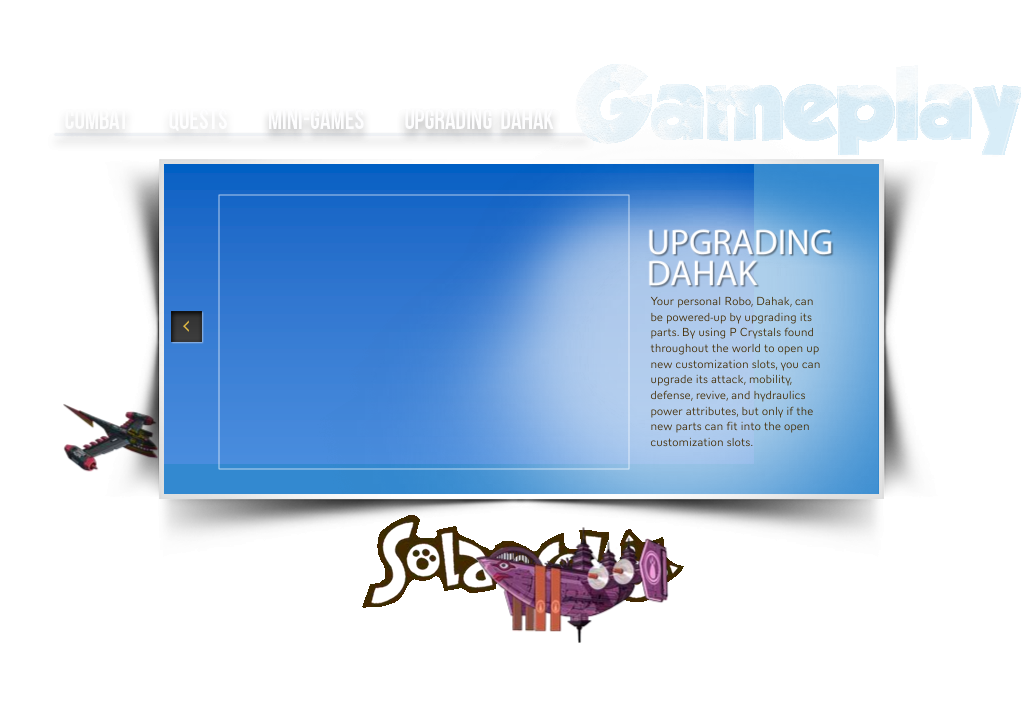 Gameplay
COMBAT QUESTS MINI-GAMES UPGRADING DAHAK
UPGRADING
DAHAK
Your personal Robo, Dahak, can
be powered-up by upgrading its
parts. By using P Crystals found
throughout the world to open up
new customization slots, you can
upgrade its attack, mobility,
defense, revive, and hydraulics
power attributes, but only if the
new parts can fit into the open
customization slots.